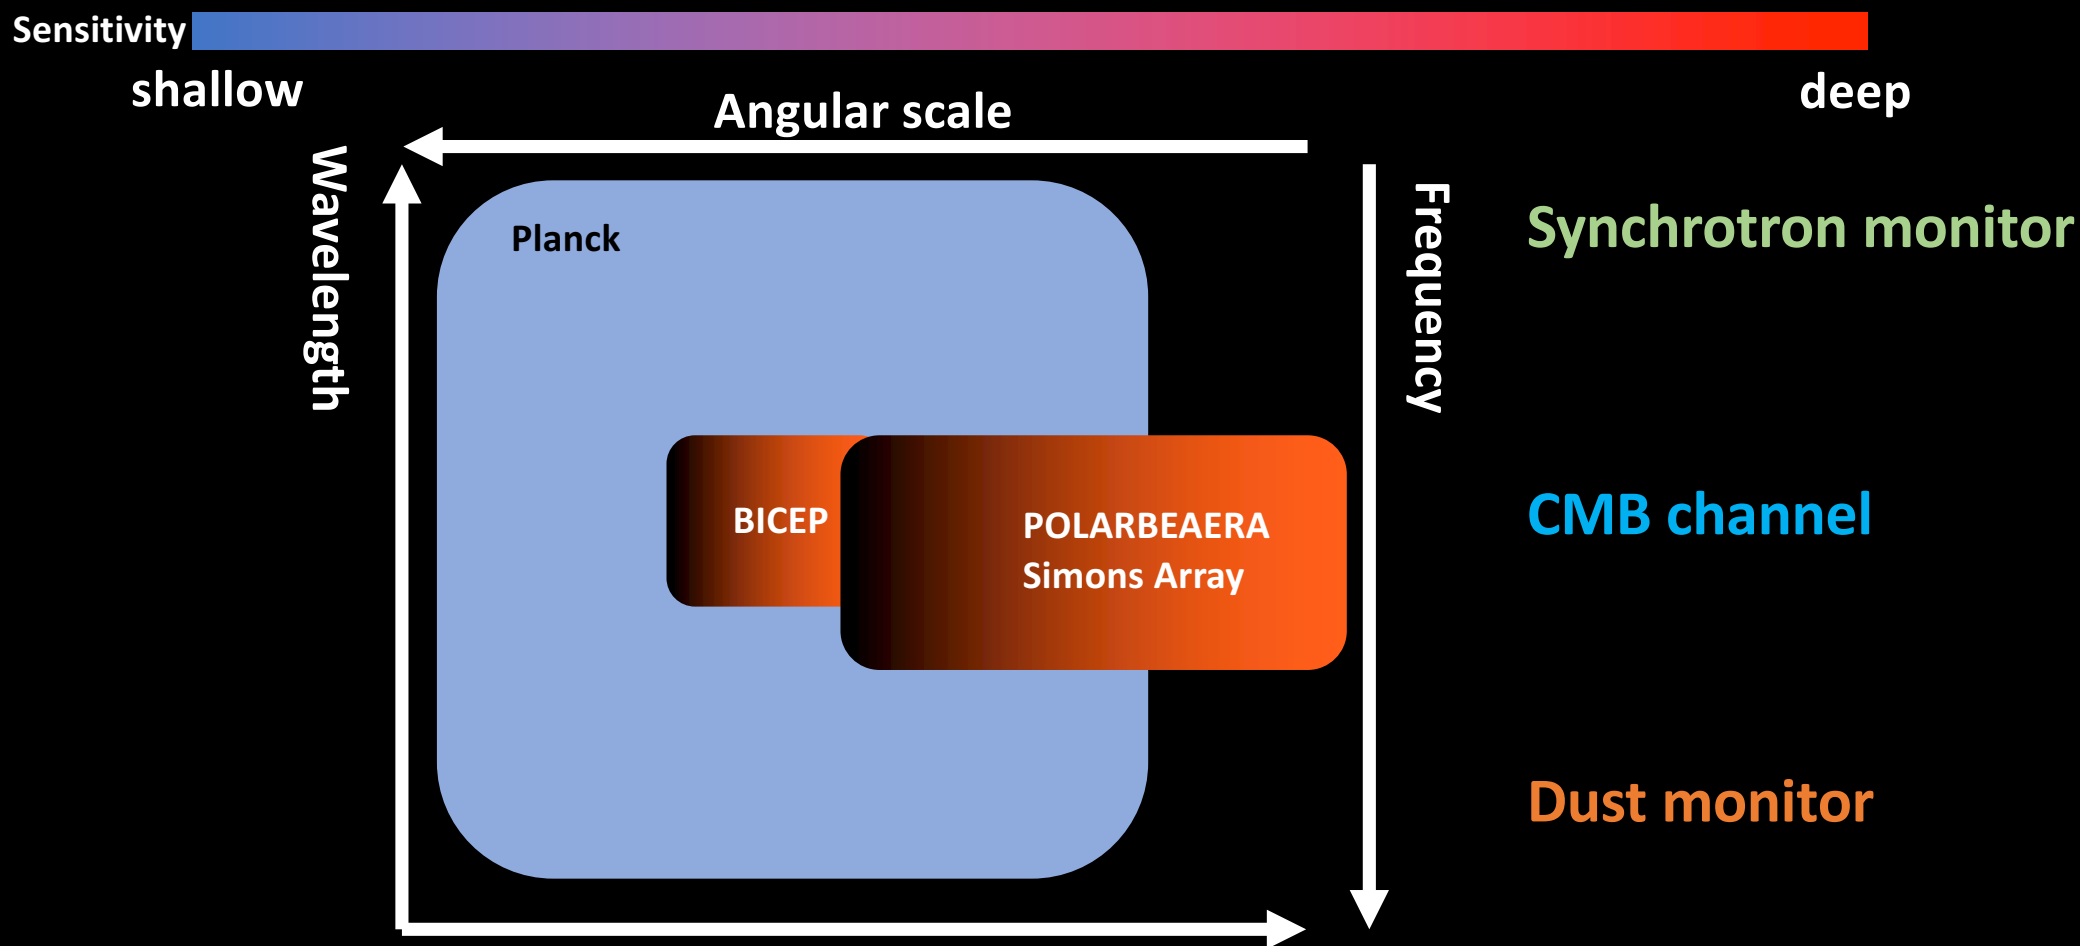 Sensitivity
shallow
deep
Angular scale
Wavelength
Frequency
Planck
Synchrotron monitor
BICEP
POLARBEAERA
Simons Array
CMB channel
Dust monitor